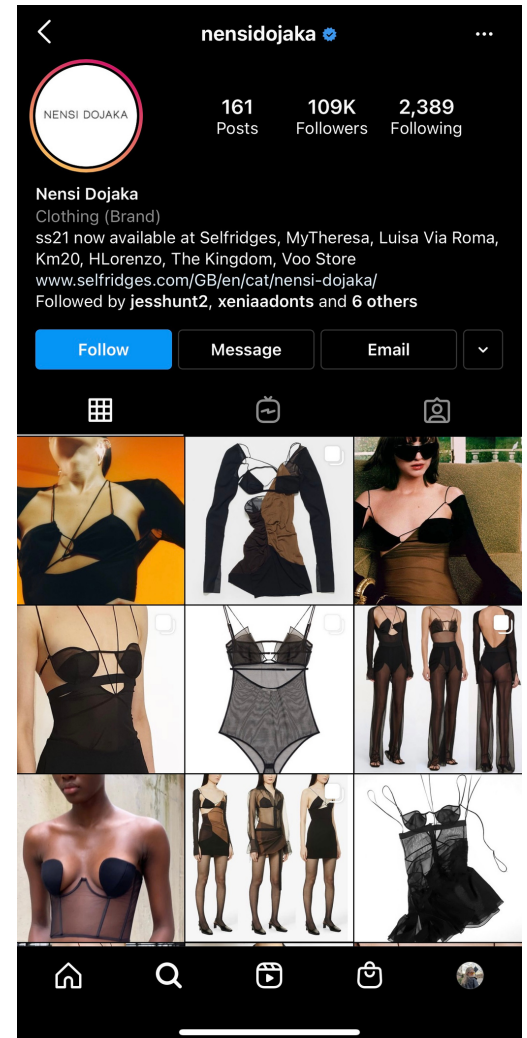 nensidojaka
NENSI DOJAKA
161 109K 2,389
Posts Followers Following
Nensi Dojaka
Clothing (Brand)
ss21 now available at Selfridges, MyTheresa, Luisa Via Roma,
Km20, HLorenzo, The Kingdom, Voo Store
www.selfridges.com/GB/en/cat/nensi-dojaka/
Followed by jesshunt2, xeniaadonts and 6 others
Follow Message Email